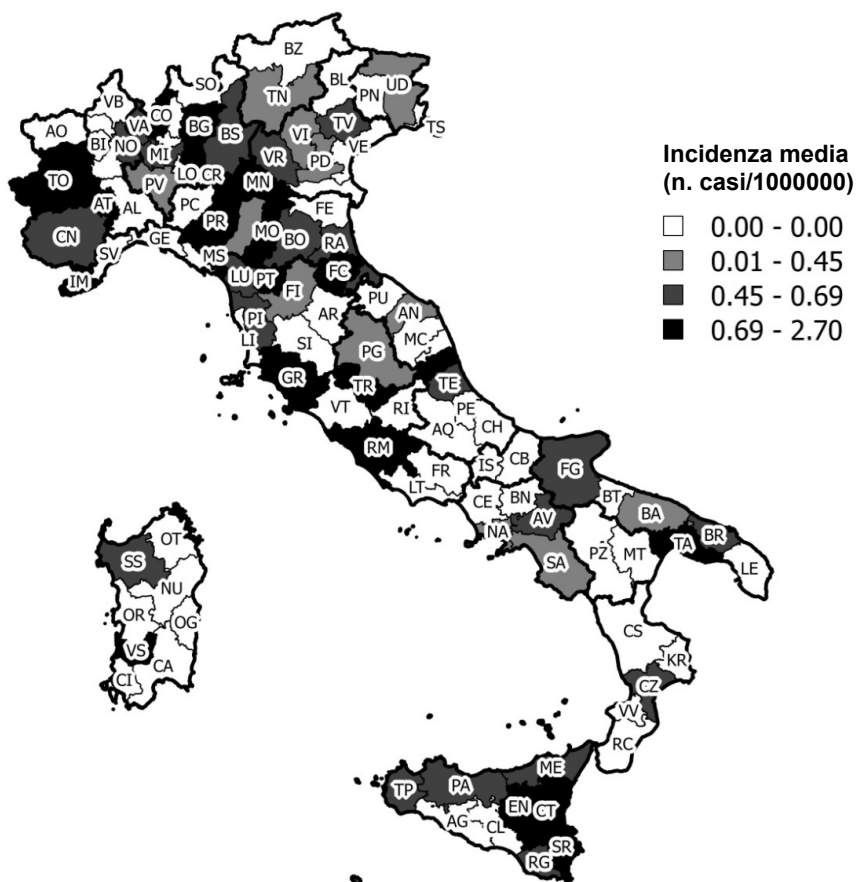 BZ
SO
BL
UD
TN
PN
VB
CO
VA
BG
BS
TV
TS
AO
BI
NO
MI
VI
VE
VR
PD
TO
PV
LO
CR
MN
AT
AL
PC
PR
FE
CN
MO
BO
RA
GE
SV
MS
IM
LU
PT
FC
FI
PU
AN
PI
AR
MC
LI
SI
PG
GR
TR
TE
VT
RI
PE
AQ
CH
RM
FR
IS
CB
FG
LT
CE
BN
BT
BA
NA
AV
BR
SA
PZ
MT
TA
LE
OT
SS
NU
OR
OG
VS
CA
CI
CS
KR
CZ
VV
RC
ME
TP
PA
EN
CT
AG
CL
SR
RG
Incidenza media
(n. casi/1000000)
0.00 - 0.00
0.01 - 0.45
0.45 - 0.69
0.69 - 2.70